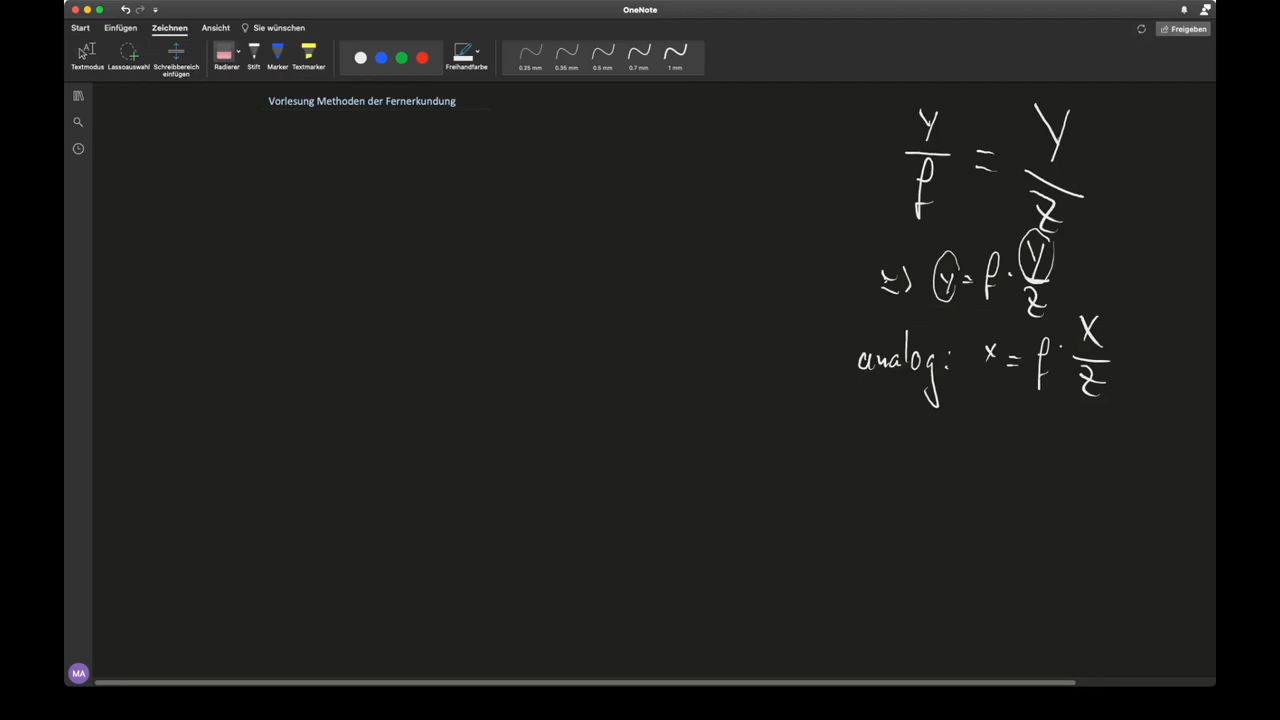 OneNote
Start Einfügen Zeichnen Ansicht Sie wünschen
Freigeben
Textmodus Lassoauswahl Schreibbereich einfügen Radierer Stift Marker Textmarker Freihandfarbe 0.25 mm 0.35 mm 0.5 mm 0.7 mm 1 mm
Vorlesung Methoden der Fernerkundung
y/f = Y/Z
=> y = f · Y/Z
analog: x = f · X/Z
MA